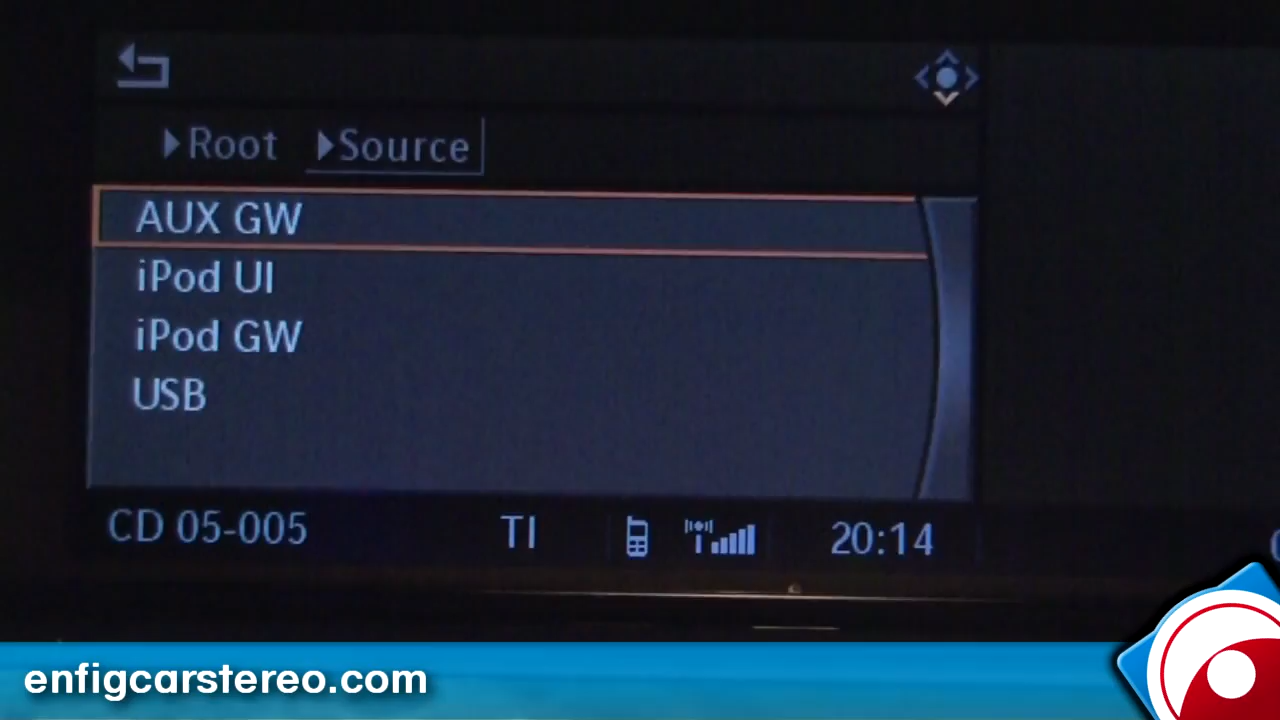 Root Source
AUX GW
iPod UI
iPod GW
USB
CD 05-005 TI 20:14
enfigcarstereo.com